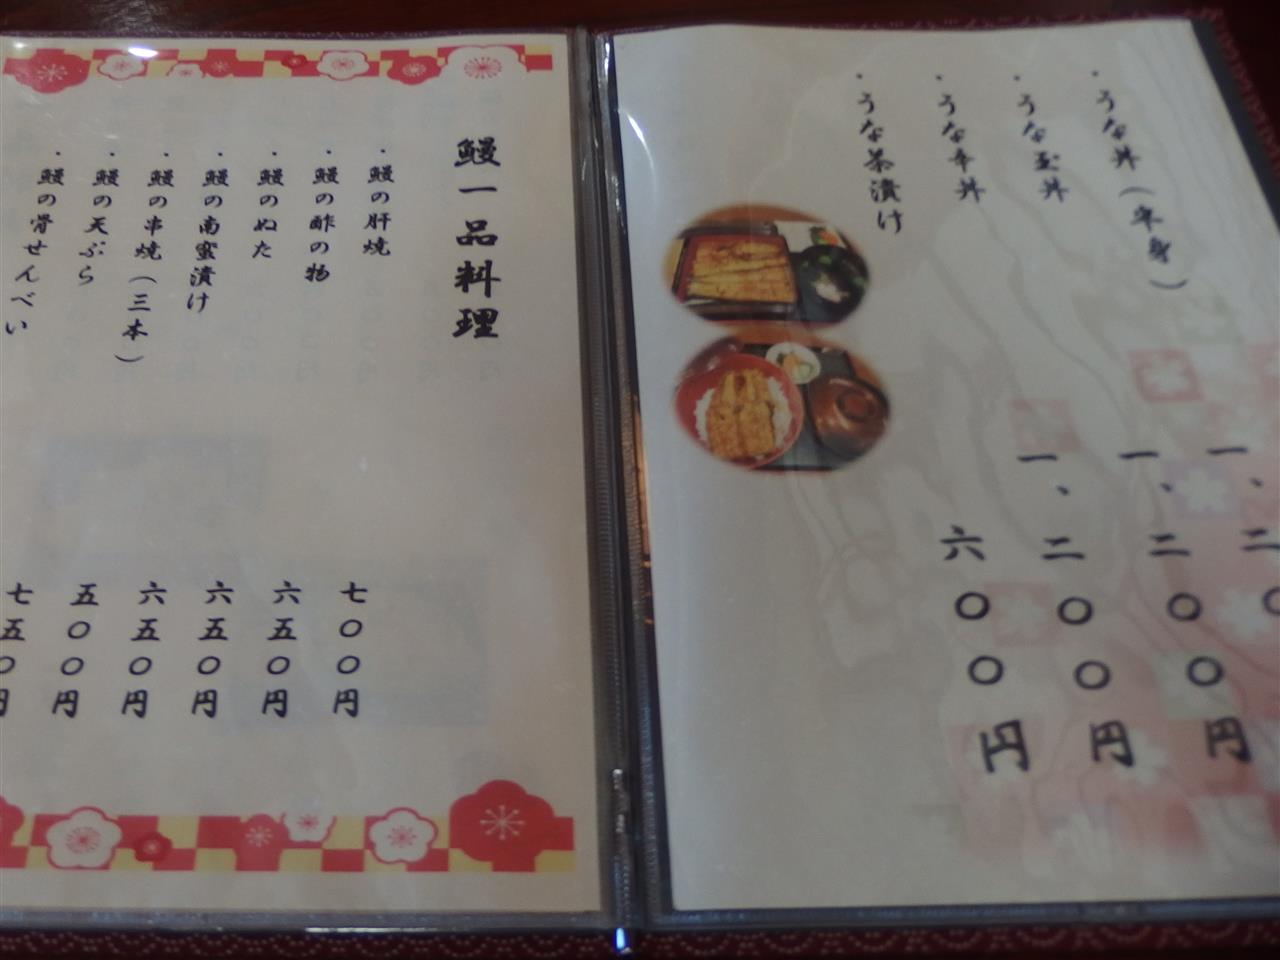 ・うな丼(半身)
・うな玉丼
・うな牛丼
・うな茶漬け
一、二〇
一、二〇〇円
一、二〇〇円
六〇〇円
鰻一品料理
・鰻の肝焼
・鰻の酢の物
・鰻のぬた
・鰻の南蛮漬け
・鰻の串焼(三本)
・鰻の天ぷら
・鰻の骨せんべい
七〇〇円
六五〇円
六五〇円
六五〇円
五〇〇円
七五〇円